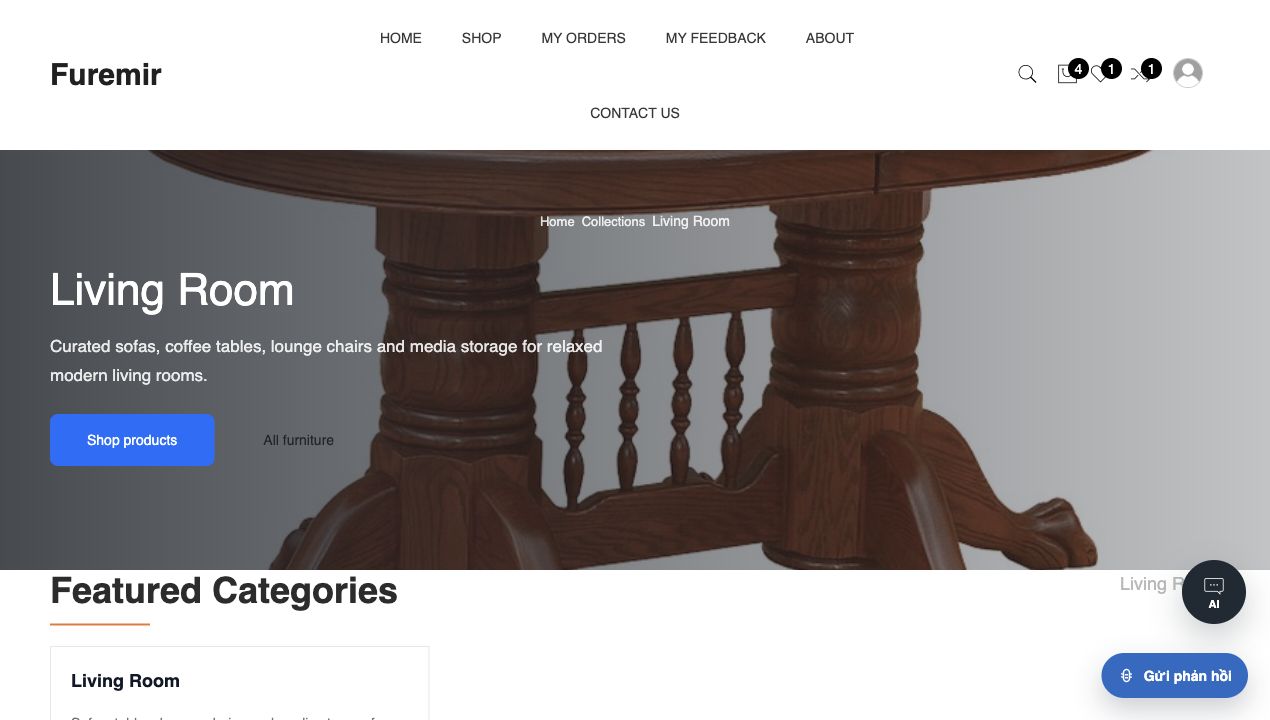 HOME SHOP MY ORDERS MY FEEDBACK ABOUT
Furemir
4 1 1
CONTACT US
Home Collections Living Room
Living Room
Curated sofas, coffee tables, lounge chairs and media storage for relaxed
modern living rooms.
Shop products All furniture
Featured Categories
Living
AI
Living Room
Gửi phản hồi